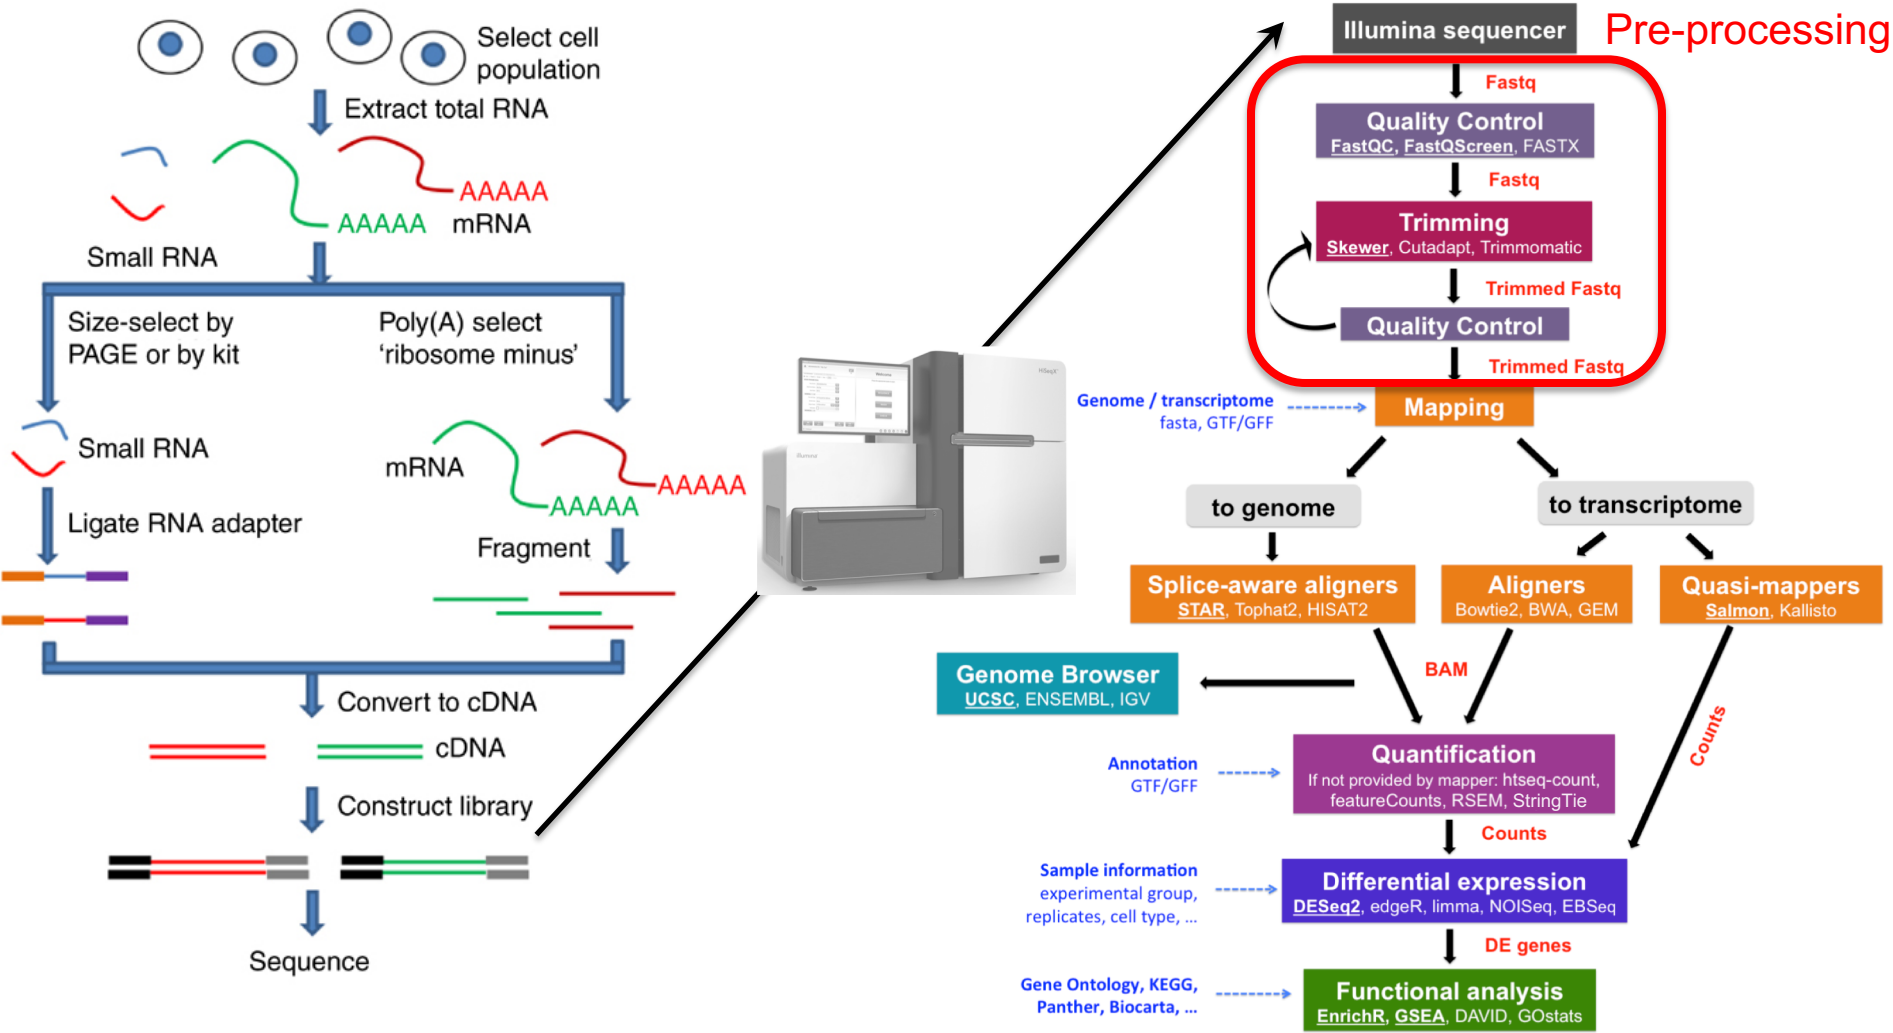 Select cell
population
Extract total RNA
AAAAA
AAAAA
mRNA
Small RNA
Size-select by
PAGE or by kit
Poly(A) select
‘ribosome minus’
Small RNA
mRNA
AAAAA
AAAAA
Ligate RNA adapter
Fragment
Convert to cDNA
cDNA
Construct library
Sequence
Welcome
HiSeqX
illumina
Illumina sequencer
Pre-processing
Fastq
Quality Control
FastQC, FastQScreen, FASTX
Fastq
Trimming
Skewer, Cutadapt, Trimmomatic
Trimmed Fastq
Quality Control
Trimmed Fastq
Genome / transcriptome
fasta, GTF/GFF
Mapping
to genome
to transcriptome
Splice-aware aligners
STAR, Tophat2, HISAT2
Aligners
Bowtie2, BWA, GEM
Quasi-mappers
Salmon, Kallisto
BAM
Genome Browser
UCSC, ENSEMBL, IGV
Counts
Annotation
GTF/GFF
Quantification
If not provided by mapper: htseq-count,
featureCounts, RSEM, StringTie
Counts
Sample information
experimental group,
replicates, cell type, ...
Differential expression
DESeq2, edgeR, limma, NOISeq, EBSeq
DE genes
Gene Ontology, KEGG,
Panther, Biocarta, ...
Functional analysis
EnrichR, GSEA, DAVID, GOstats